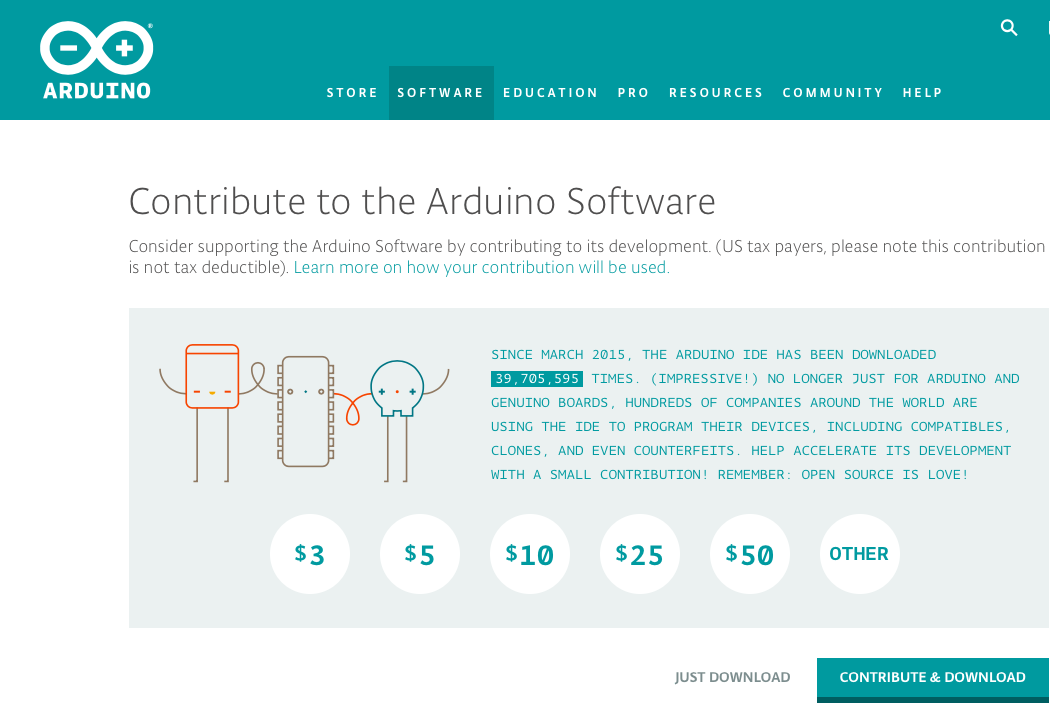 ARDUINO
STORE SOFTWARE EDUCATION PRO RESOURCES COMMUNITY HELP
Contribute to the Arduino Software
Consider supporting the Arduino Software by contributing to its development. (US tax payers, please note this contribution
is not tax deductible). Learn more on how your contribution will be used.
SINCE MARCH 2015, THE ARDUINO IDE HAS BEEN DOWNLOADED
39,705,595 TIMES. (IMPRESSIVE!) NO LONGER JUST FOR ARDUINO AND
GENUINO BOARDS, HUNDREDS OF COMPANIES AROUND THE WORLD ARE
USING THE IDE TO PROGRAM THEIR DEVICES, INCLUDING COMPATIBLES,
CLONES, AND EVEN COUNTERFEITS. HELP ACCELERATE ITS DEVELOPMENT
WITH A SMALL CONTRIBUTION! REMEMBER: OPEN SOURCE IS LOVE!
$3 $5 $10 $25 $50 OTHER
JUST DOWNLOAD CONTRIBUTE & DOWNLOAD